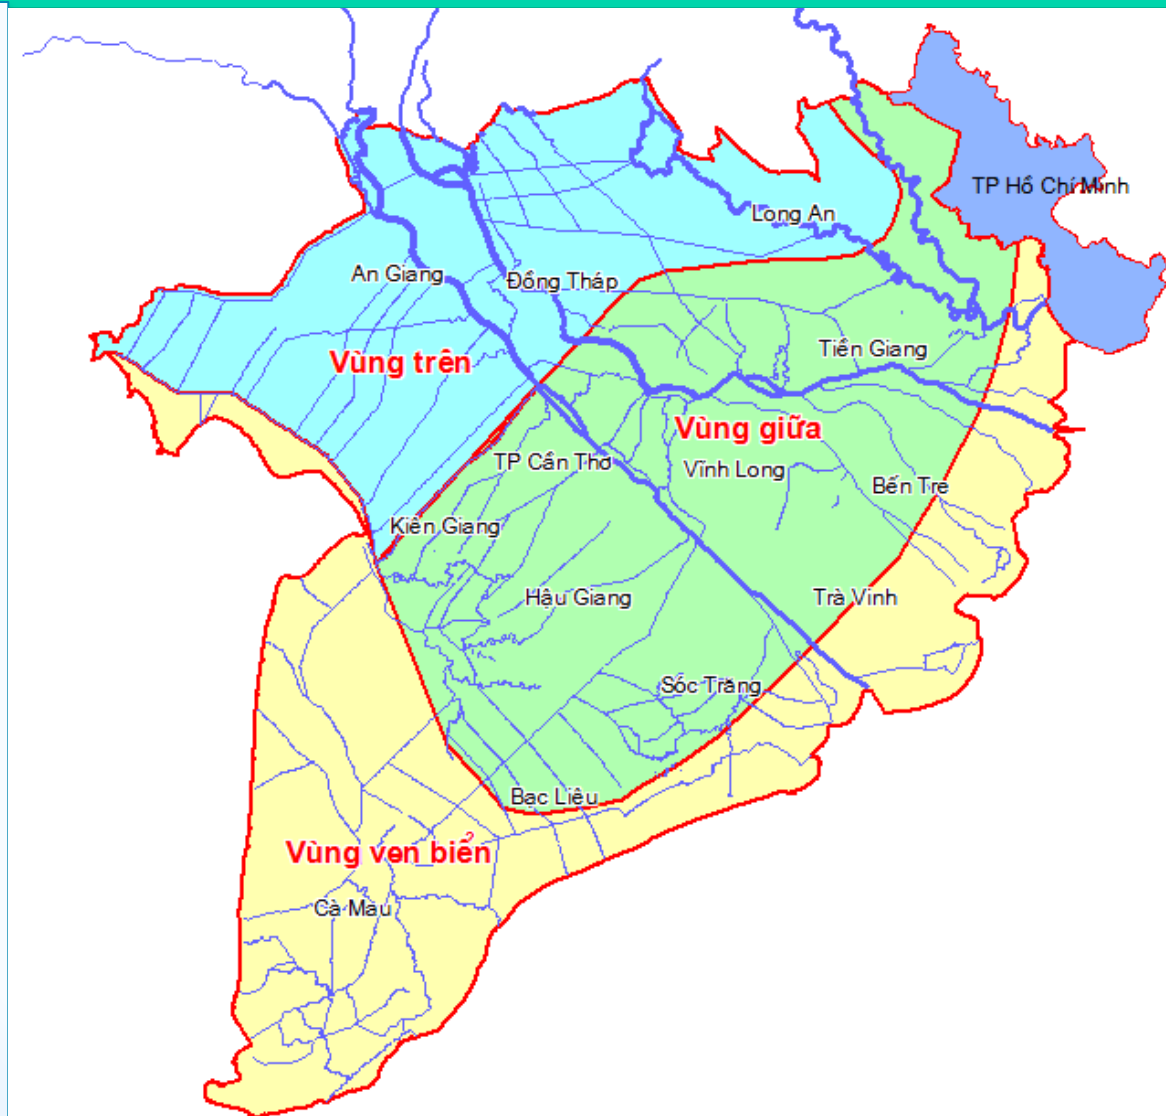 TP Hồ Chí Minh
Long An
An Giang
Đồng Tháp
Tiền Giang
Vùng trên
Vùng giữa
TP Cần Thơ
Vĩnh Long
Bến Tre
Kiên Giang
Hậu Giang
Trà Vinh
Sóc Trăng
Bạc Liêu
Vùng ven biển
Cà Mau